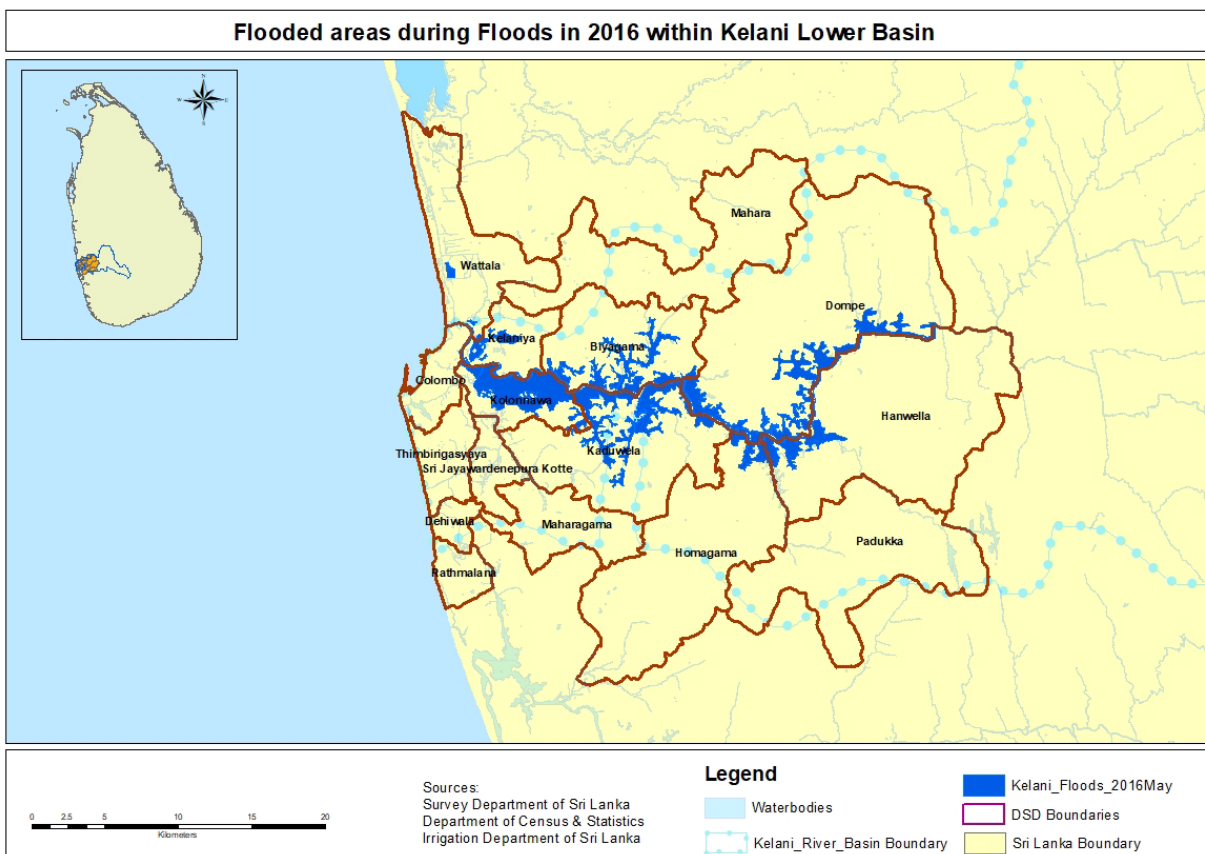 Flooded areas during Floods in 2016 within Kelani Lower Basin
N
W
E
S
Mahara
Wattala
Dompe
Kelaniya
Biyagama
Colombo
Kolonnawa
Hanwella
Thimbirigasyaya
Kaduwela
Sri Jayawardenepura Kotte
Dehiwala
Maharagama
Padukka
Homagama
Rathmalana
0 2.5 5 10 15 20
Kilometers
Sources:
Survey Department of Sri Lanka
Department of Census & Statistics
Irrigation Department of Sri Lanka
Legend
Waterbodies
Kelani_River_Basin Boundary
Kelani_Floods_2016May
DSD Boundaries
Sri Lanka Boundary